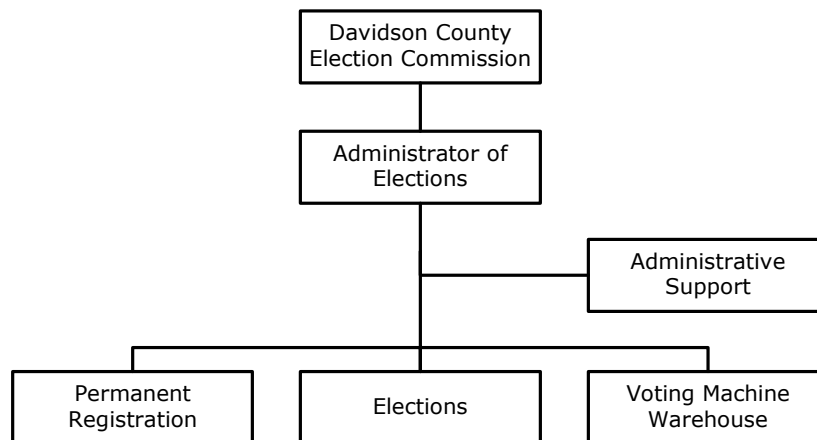 Davidson County
Election Commission
Administrator of
Elections
Administrative
Support
Permanent
Registration
Elections
Voting Machine
Warehouse